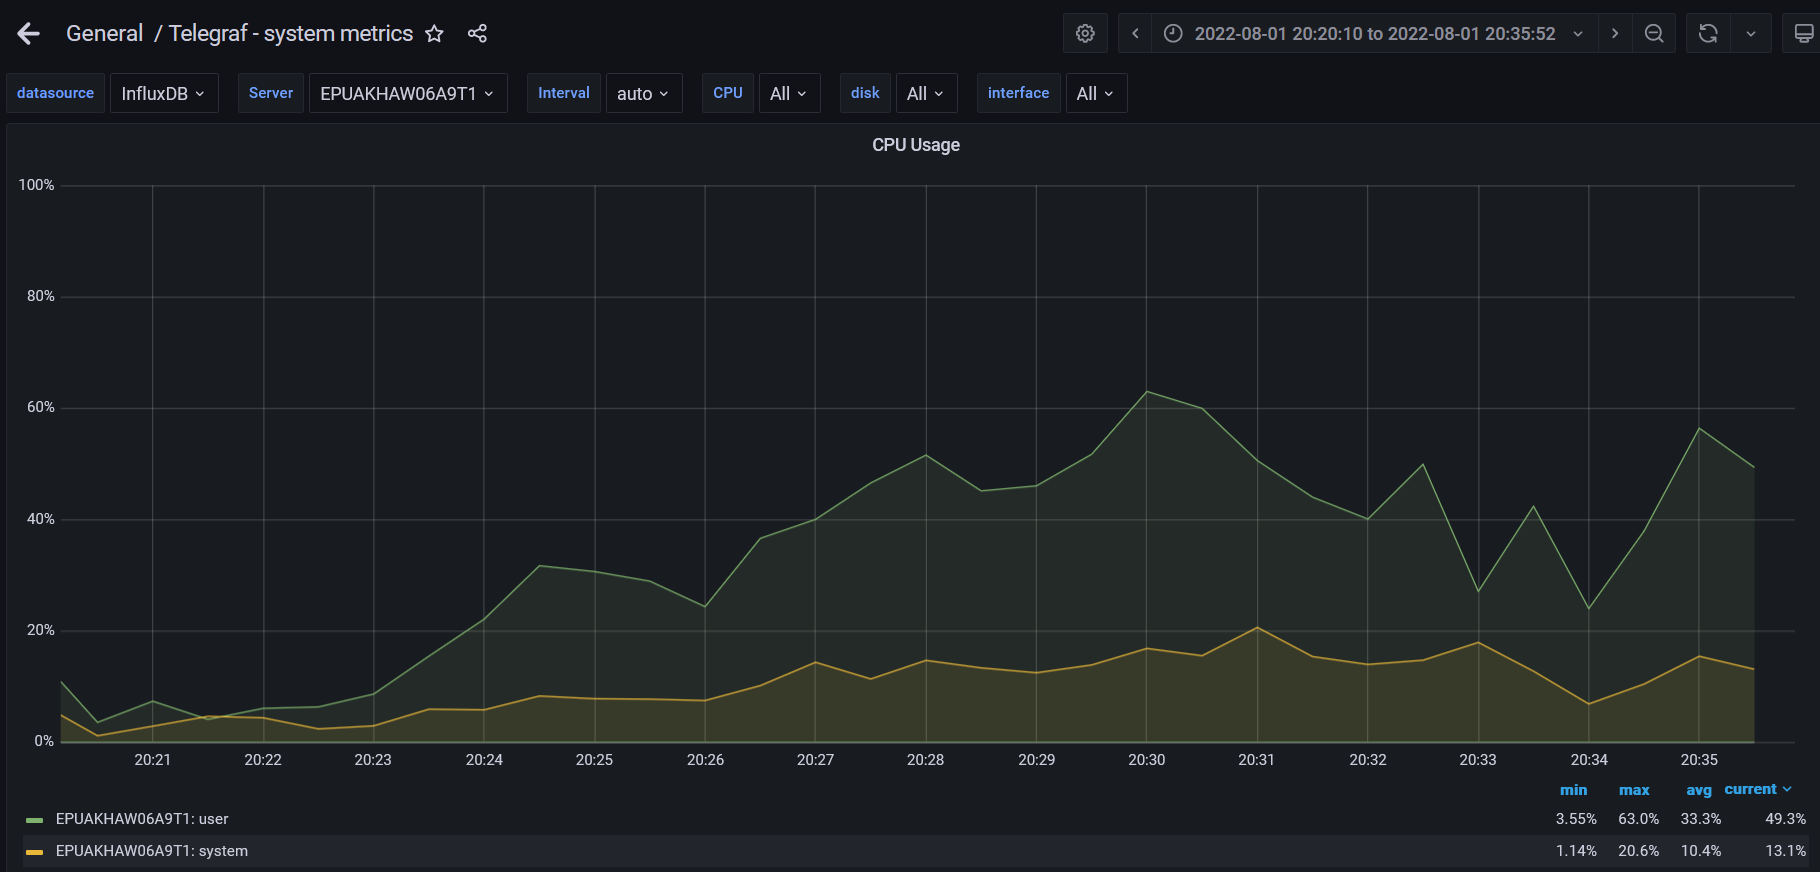 General / Telegraf - system metrics
2022-08-01 20:20:10 to 2022-08-01 20:35:52
datasource InfluxDB Server EPUAKHAW06A9T1 Interval auto CPU All disk All interface All
CPU Usage
100%
80%
60%
40%
20%
0%
20:21 20:22 20:23 20:24 20:25 20:26 20:27 20:28 20:29 20:30 20:31 20:32 20:33 20:34 20:35
min max avg current
EPUAKHAW06A9T1: user 3.55% 63.0% 33.3% 49.3%
EPUAKHAW06A9T1: system 1.14% 20.6% 10.4% 13.1%